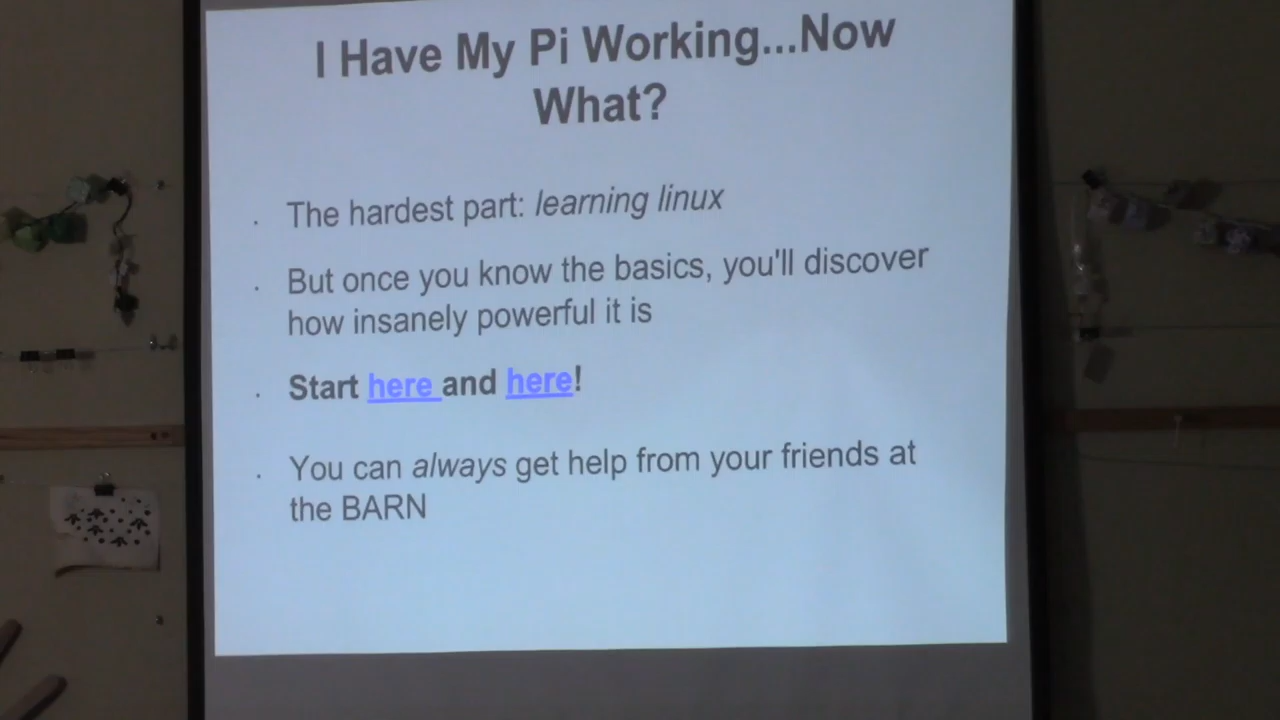 I Have My Pi Working...Now
What?
· The hardest part: learning linux
· But once you know the basics, you'll discover
how insanely powerful it is
· Start here and here!
· You can always get help from your friends at
the BARN